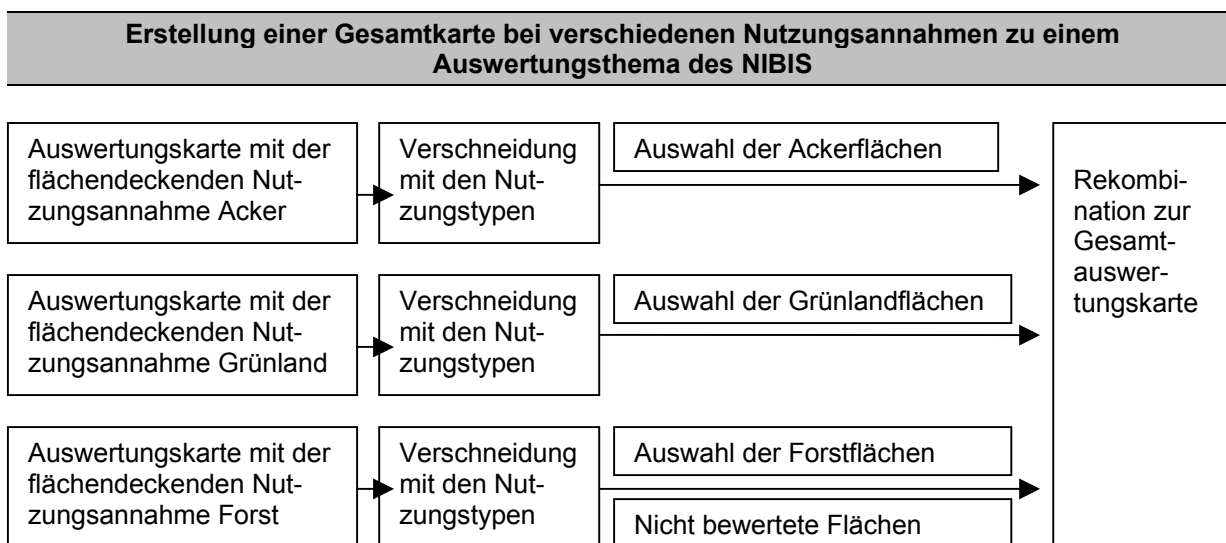 Erstellung einer Gesamtkarte bei verschiedenen Nutzungsannahmen zu einem
Auswertungsthema des NIBIS
Auswertungskarte mit der
flächendeckenden Nut-
zungsannahme Acker
Verschneidung
mit den Nut-
zungstypen
Auswahl der Ackerflächen
Rekombi-
nation zur
Gesamt-
auswer-
tungskarte
Auswertungskarte mit der
flächendeckenden Nut-
zungsannahme Grünland
Verschneidung
mit den Nut-
zungstypen
Auswahl der Grünlandflächen
Auswertungskarte mit der
flächendeckenden Nut-
zungsannahme Forst
Verschneidung
mit den Nut-
zungstypen
Auswahl der Forstflächen
Nicht bewertete Flächen